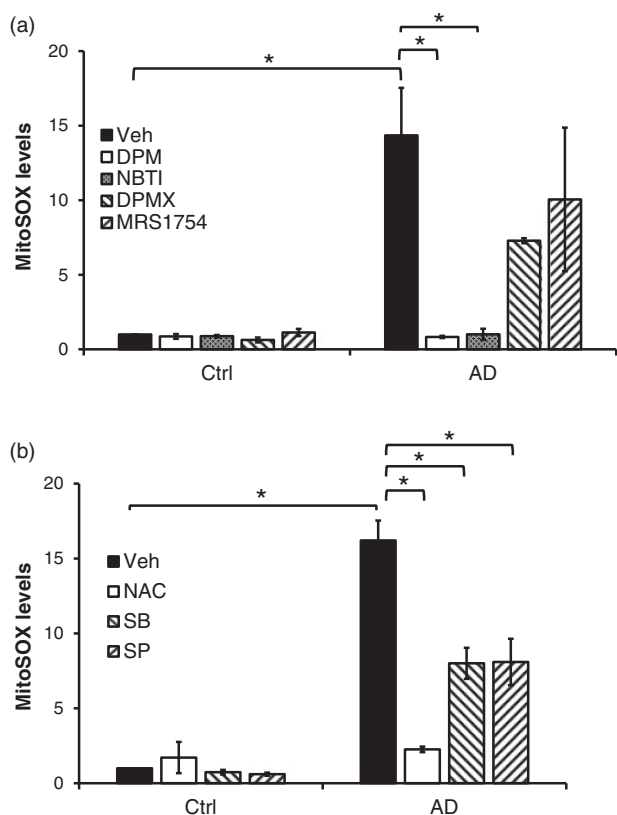 (a)
*
*
*
20
15
10
5
0
MitoSOX levels
Veh
DPM
NBTI
DPMX
MRS1754
Ctrl
AD
(b)
*
*
*
*
20
15
10
5
0
MitoSOX levels
Veh
NAC
SB
SP
Ctrl
AD